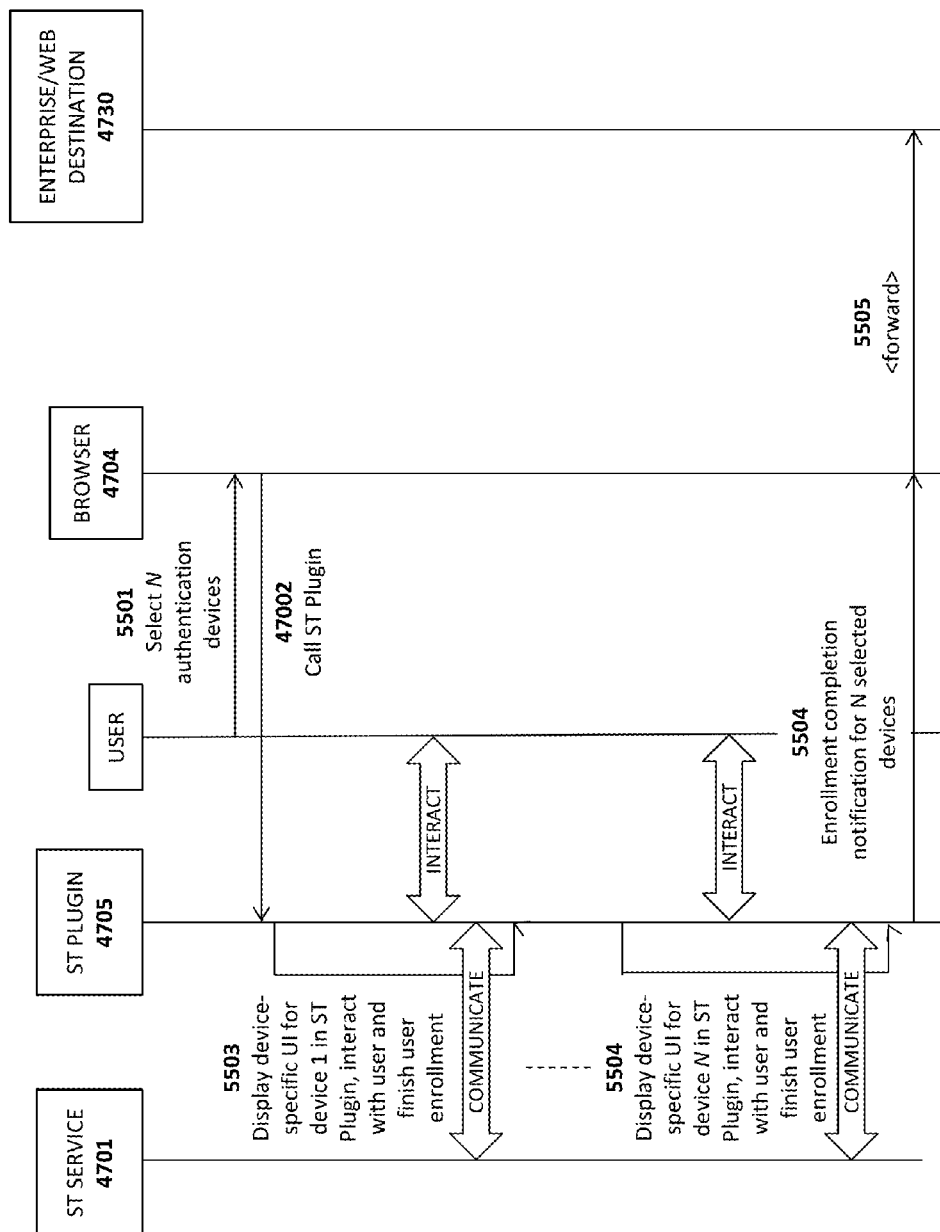 ST SERVICE
4701
ST PLUGIN
4705
USER
BROWSER
4704
ENTERPRISE/WEB
DESTINATION
4730
5501
Select N
authentication
devices
47002
Call ST Plugin
5503
Display device-
specific UI for
device 1 in ST
Plugin, interact
with user and
finish user
enrollment
INTERACT
COMMUNICATE
5504
Display device-
specific UI for
device N in ST
Plugin, interact
with user and
finish user
enrollment
INTERACT
COMMUNICATE
5504
Enrollment completion
notification for N selected
devices
5505
<forward>